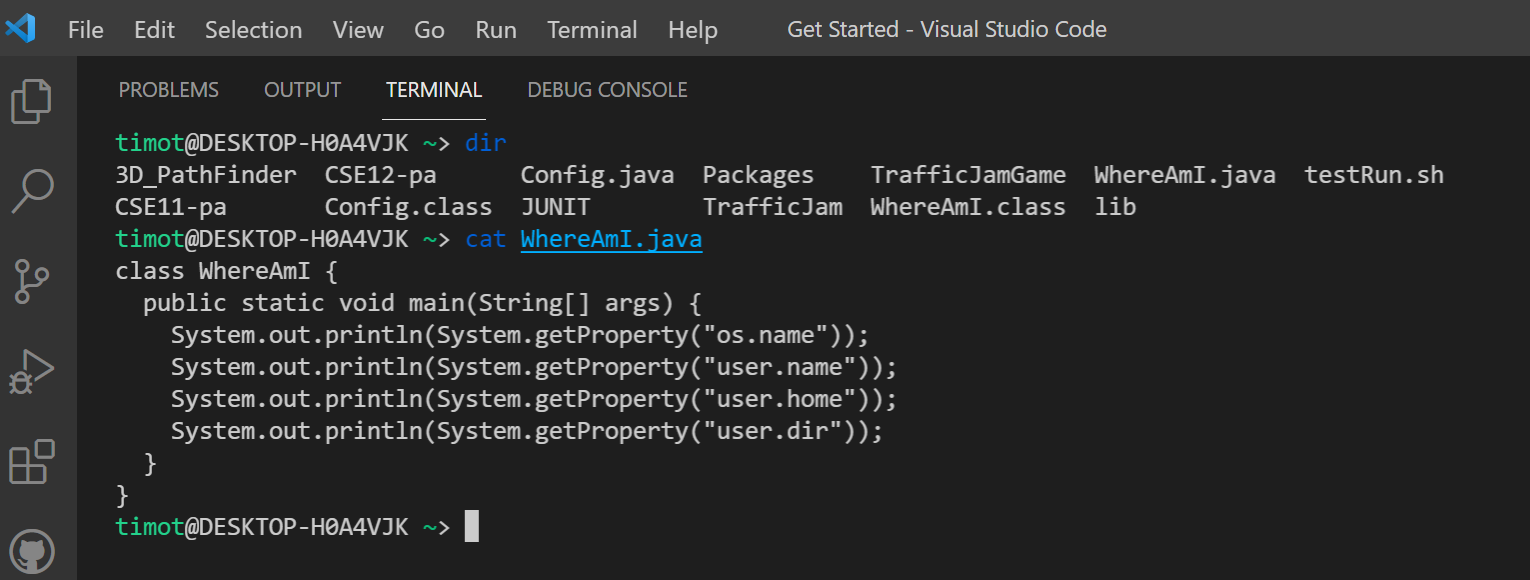 File Edit Selection View Go Run Terminal Help Get Started - Visual Studio Code
PROBLEMS OUTPUT TERMINAL DEBUG CONSOLE
timot@DESKTOP-H0A4VJK ~> dir
3D_PathFinder  CSE12-pa      Config.java  Packages    TrafficJamGame  WhereAmI.java  testRun.sh
CSE11-pa       Config.class  JUNIT        TrafficJam  WhereAmI.class  lib
timot@DESKTOP-H0A4VJK ~> cat WhereAmI.java
class WhereAmI {
  public static void main(String[] args) {
    System.out.println(System.getProperty("os.name"));
    System.out.println(System.getProperty("user.name"));
    System.out.println(System.getProperty("user.home"));
    System.out.println(System.getProperty("user.dir"));
  }
}
timot@DESKTOP-H0A4VJK ~>